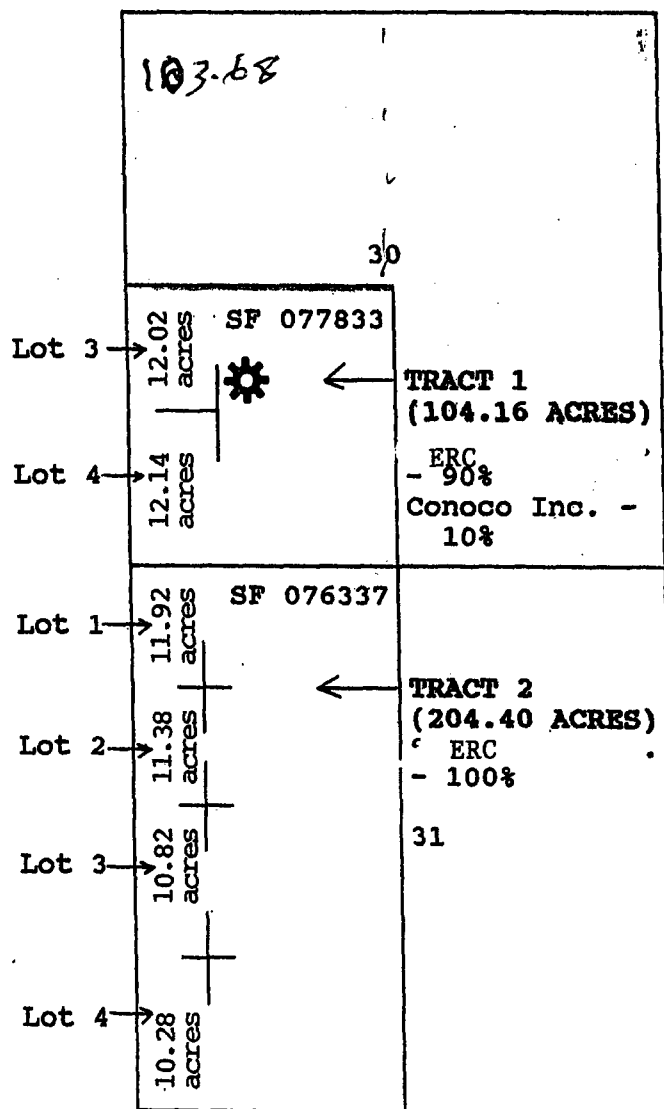 103.68
30
SF 077833
Lot 3
12.02
acres
TRACT 1
(104.16 ACRES)
ERC
- 90%
Conoco Inc. -
10%
Lot 4
12.14
acres
SF 076337
Lot 1
11.92
acres
TRACT 2
(204.40 ACRES)
ERC
- 100%
Lot 2
11.38
acres
31
Lot 3
10.82
acres
Lot 4
10.28
acres